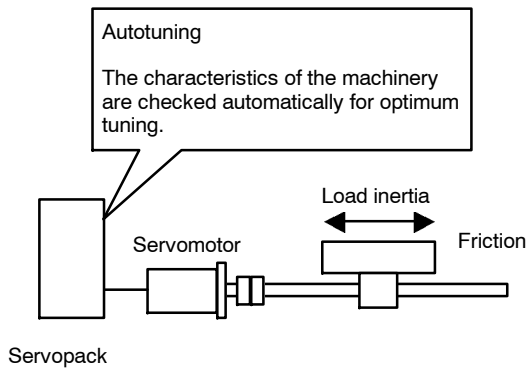 Autotuning
The characteristics of the machinery
are checked automatically for optimum
tuning.
Load inertia
Servomotor
Friction
Servopack